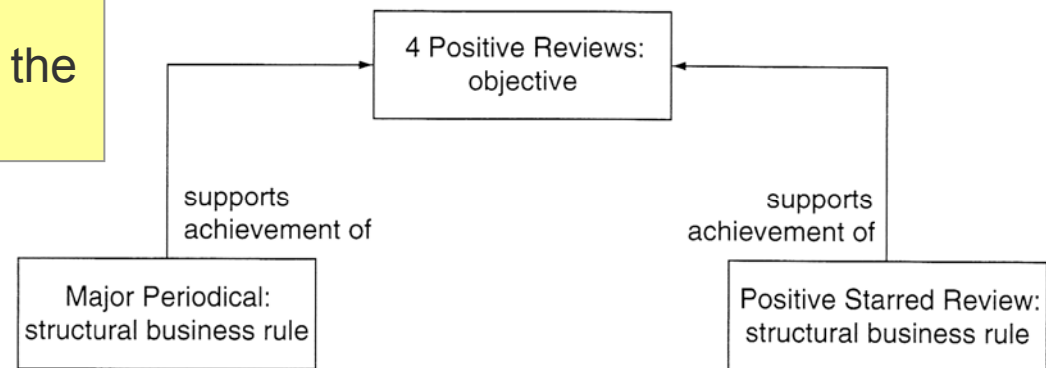 the
4 Positive Reviews:
objective
supports
achievement of
supports
achievement of
Major Periodical:
structural business rule
Positive Starred Review:
structural business rule